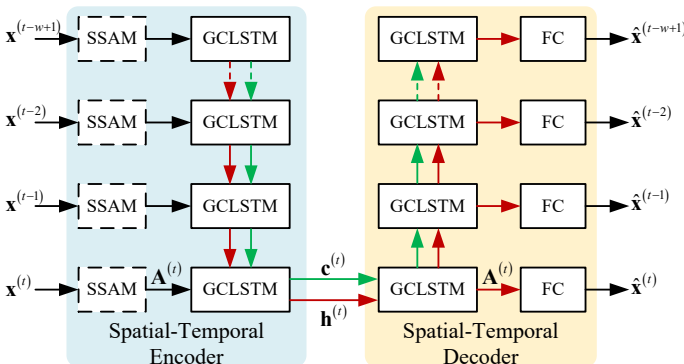 x^(t-w+1) SSAM GCLSTM GCLSTM FC x̂^(t-w+1)
x^(t-2) SSAM GCLSTM GCLSTM FC x̂^(t-2)
x^(t-1) SSAM GCLSTM GCLSTM FC x̂^(t-1)
x^(t) SSAM A^(t) GCLSTM c^(t) h^(t) GCLSTM A^(t) FC x̂^(t)
Spatial-Temporal
Encoder
Spatial-Temporal
Decoder